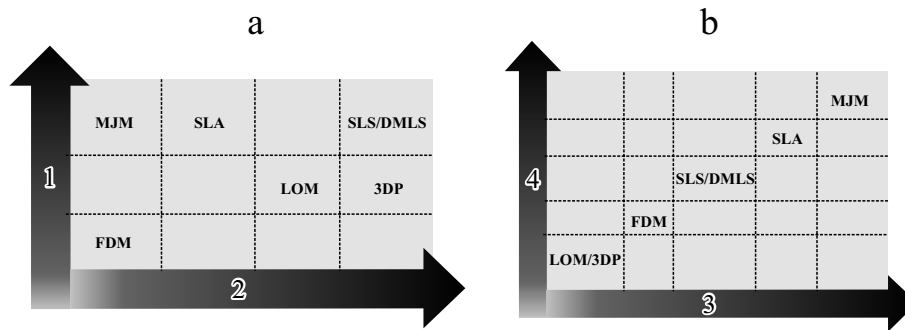 a
b
MJM SLA SLS/DMLS
LOM 3DP
FDM
1
2
MJM
SLA
SLS/DMLS
FDM
LOM/3DP
4
3